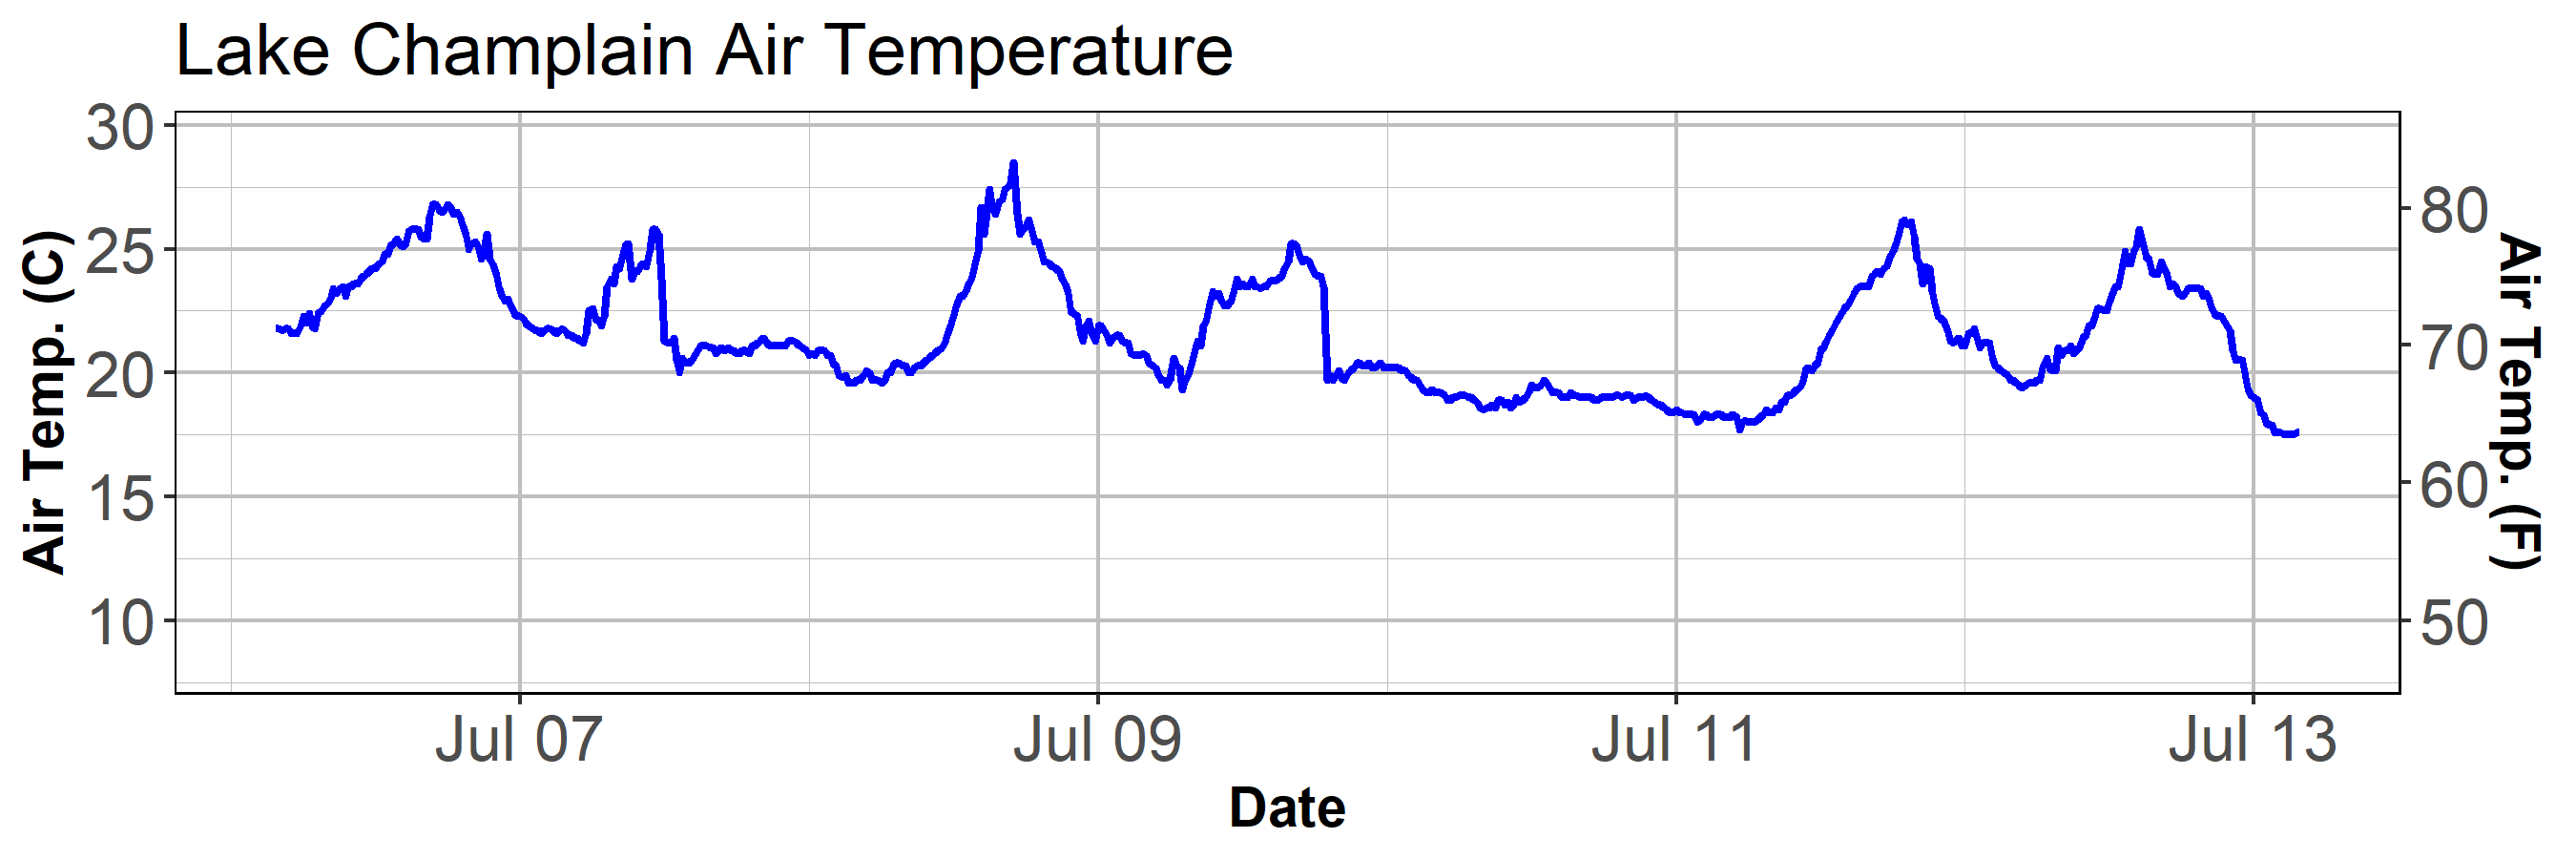 Lake Champlain Air Temperature
30
25
20
15
10
Air Temp. (C)
80
70
60
50
Air Temp. (F)
Jul 07
Jul 09
Jul 11
Jul 13
Date